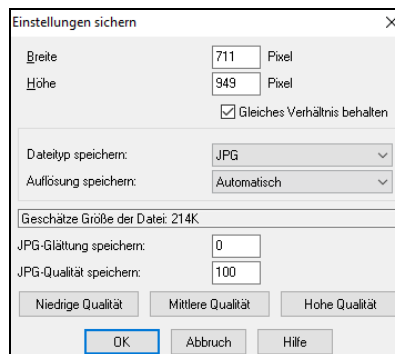 Einstellungen sichern
Breite 711 Pixel
Höhe 949 Pixel
Gleiches Verhältnis behalten
Dateityp speichern: JPG
Auflösung speichern: Automatisch
Geschätze Größe der Datei: 214K
JPG-Glättung speichern: 0
JPG-Qualität speichern: 100
Niedrige Qualität Mittlere Qualität Hohe Qualität
OK Abbruch Hilfe